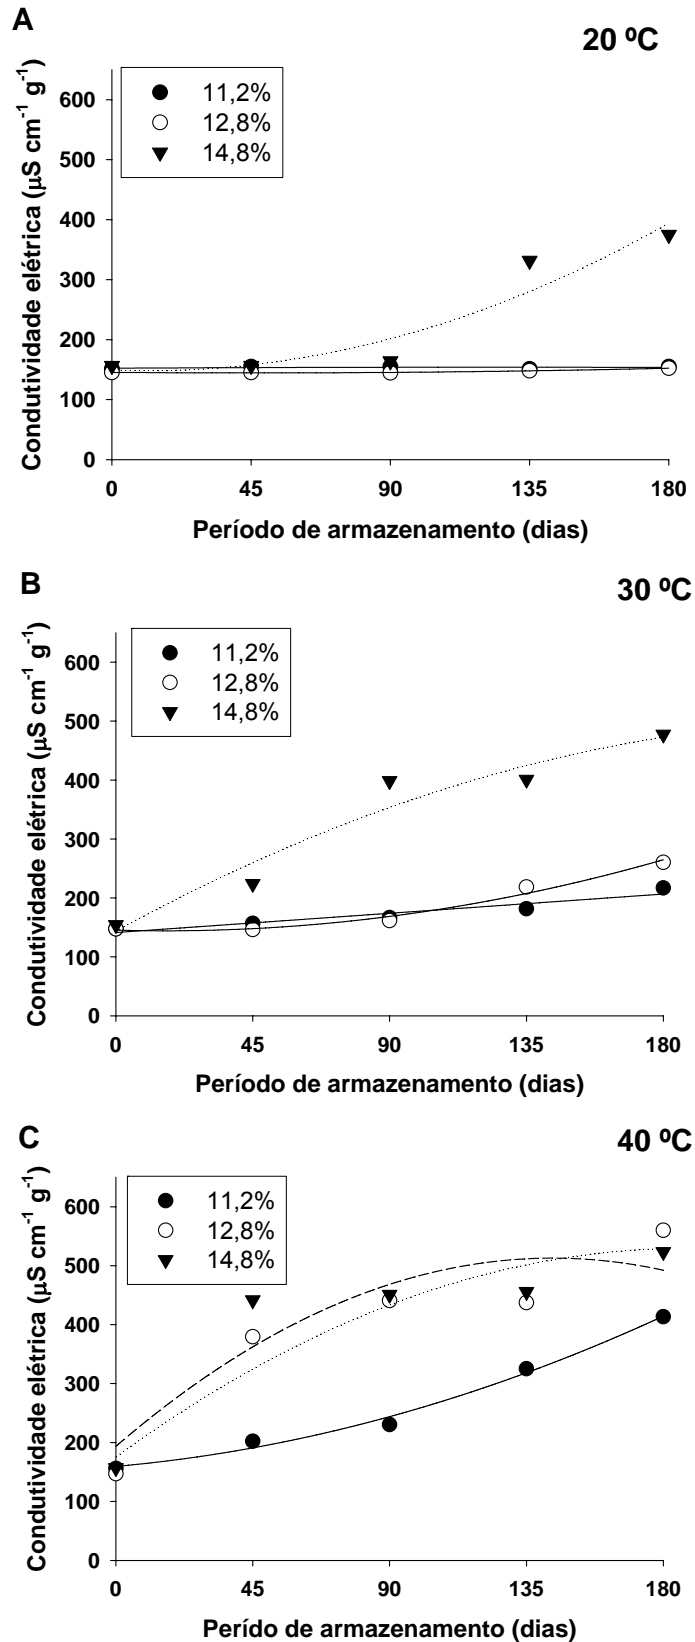 A
20 ºC
Condutividade elétrica (μS cm⁻¹ g⁻¹)
600
500
400
300
200
100
0
11,2%
12,8%
14,8%
0 45 90 135 180
Período de armazenamento (dias)
B
30 ºC
Condutividade elétrica (μS cm⁻¹ g⁻¹)
600
500
400
300
200
100
0
11,2%
12,8%
14,8%
0 45 90 135 180
Período de armazenamento (dias)
C
40 ºC
Condutividade elétrica (μS cm⁻¹ g⁻¹)
600
500
400
300
200
100
0
11,2%
12,8%
14,8%
0 45 90 135 180
Perído de armazenamento (dias)